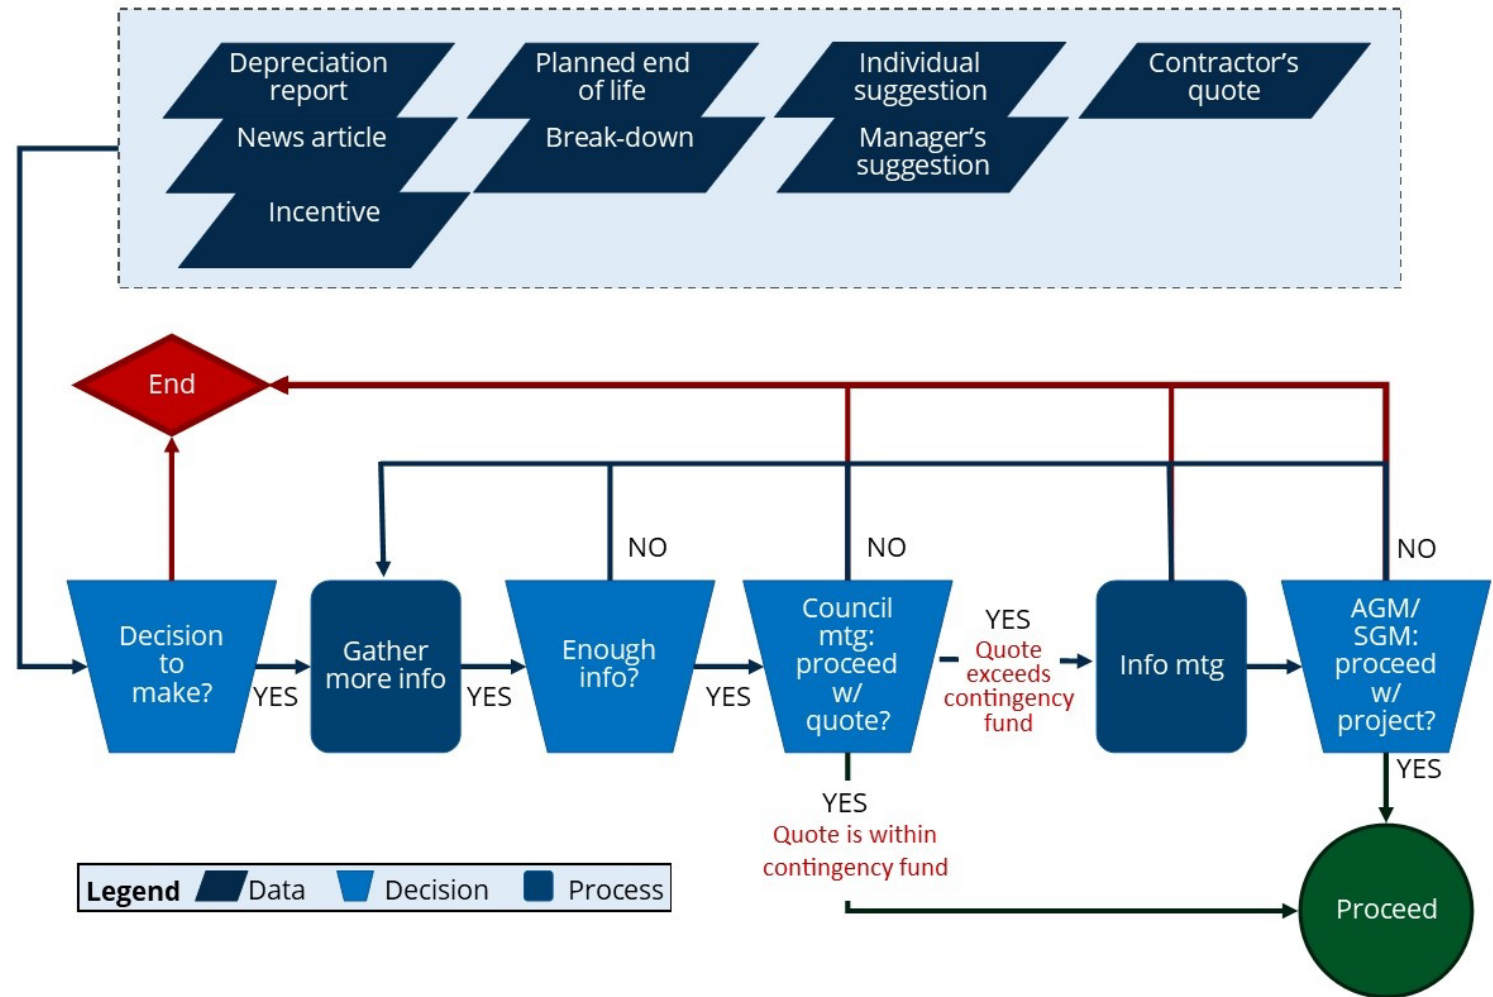 Depreciation
report
Planned end
of life
Individual
suggestion
Contractor’s
quote
News article
Break-down
Manager’s
suggestion
Incentive
End
NO
NO
NO
Decision
to
make?
YES
Gather
more info
YES
Enough
info?
YES
Council
mtg:
proceed
w/
quote?
YES
Quote
exceeds
contingency
fund
Info mtg
AGM/
SGM:
proceed
w/
project?
YES
YES
Quote is within
contingency fund
Legend Data Decision Process
Proceed